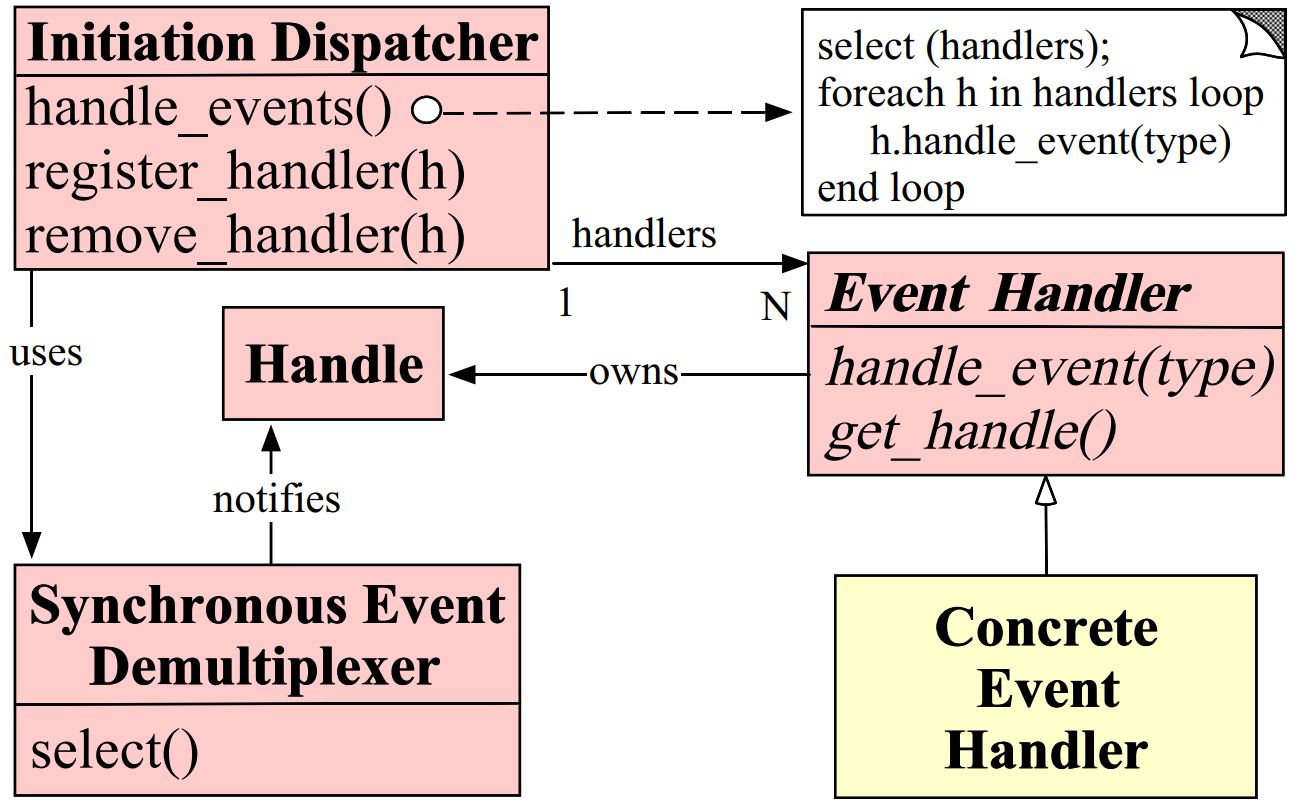 Initiation Dispatcher
handle_events()
register_handler(h)
remove_handler(h)
select (handlers);
foreach h in handlers loop
h.handle_event(type)
end loop
handlers
1
N
Event Handler
handle_event(type)
get_handle()
uses
Handle
owns
notifies
Synchronous Event
Demultiplexer
select()
Concrete
Event
Handler